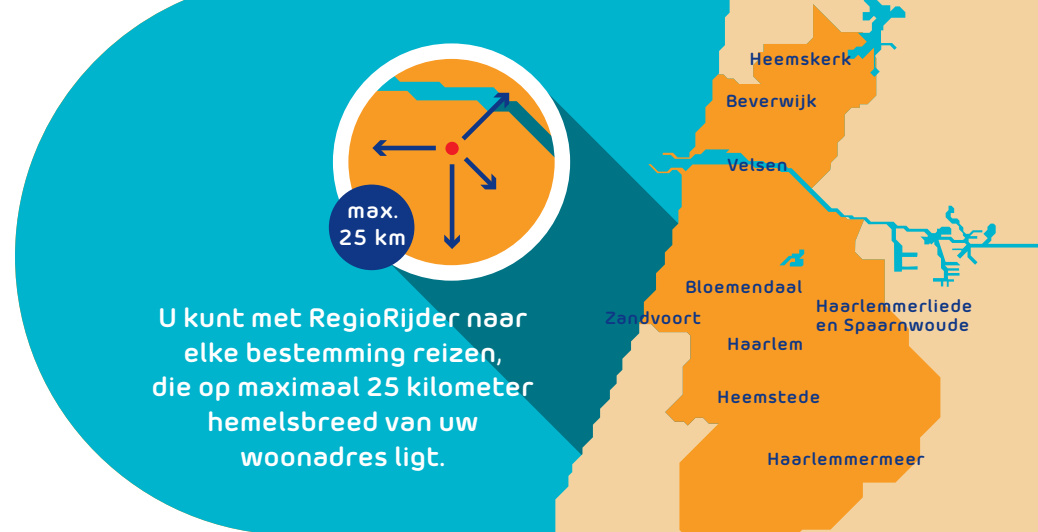 max.
25 km
U kunt met RegioRijder naar
elke bestemming reizen,
die op maximaal 25 kilometer
hemelsbreed van uw
woonadres ligt.
Heemskerk
Beverwijk
Velsen
Bloemendaal
Zandvoort
Haarlemmerliede
en Spaarnwoude
Haarlem
Heemstede
Haarlemmermeer